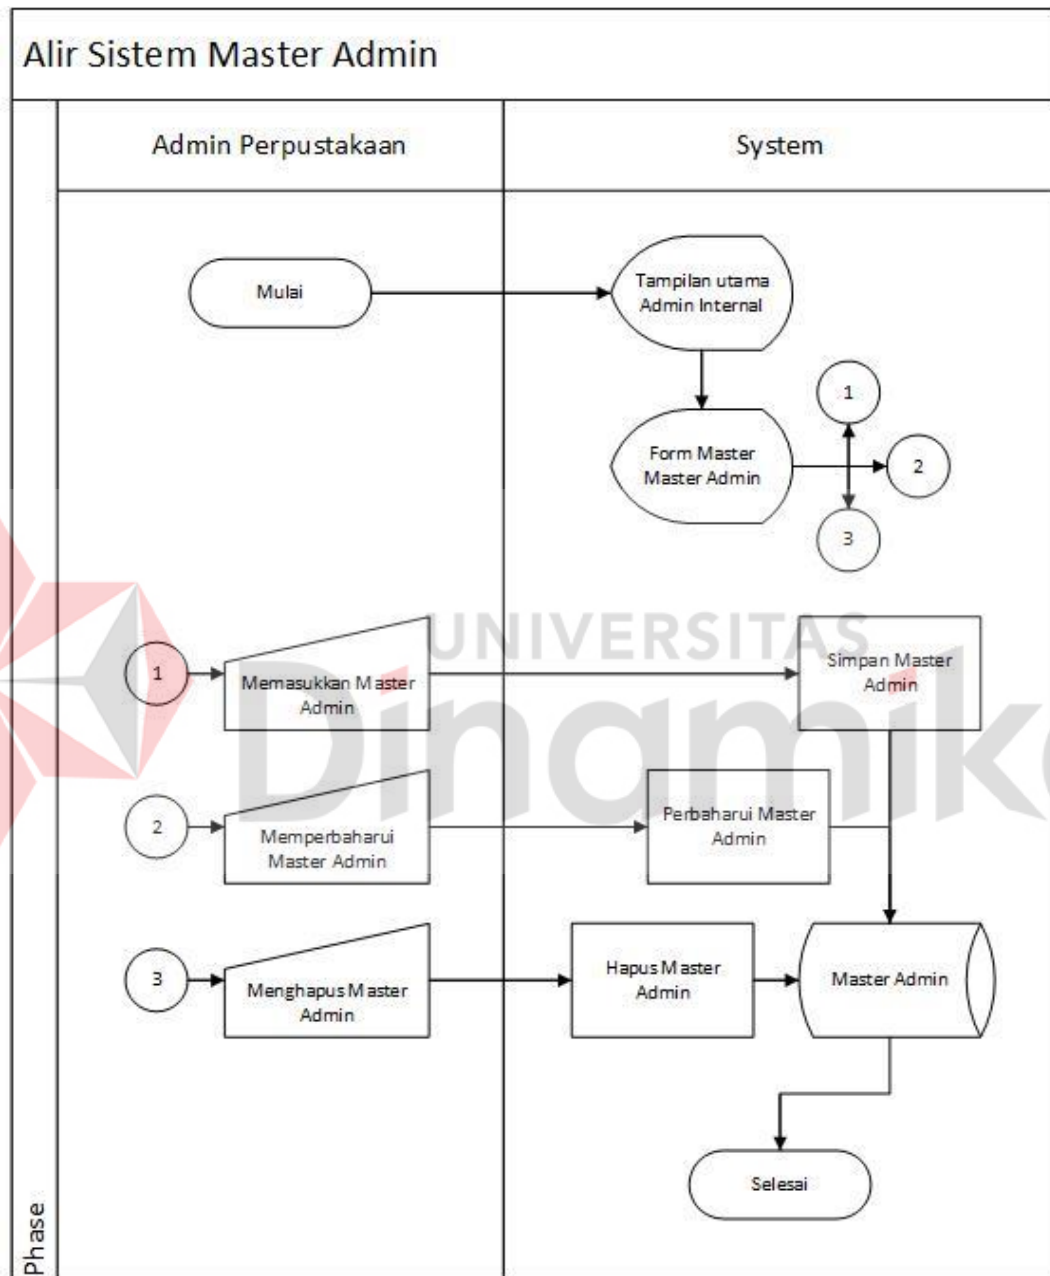 Alir Sistem Master Admin
Admin Perpustakaan
System
Mulai
Tampilan utama
Admin Internal
1
Form Master
Master Admin
2
3
UNIVERSITAS
Dinamika
1
Memasukkan Master
Admin
Simpan Master
Admin
2
Memperbaharui
Master Admin
Perbaharui Master
Admin
3
Menghapus Master
Admin
Hapus Master
Admin
Master Admin
Selesai
Phase